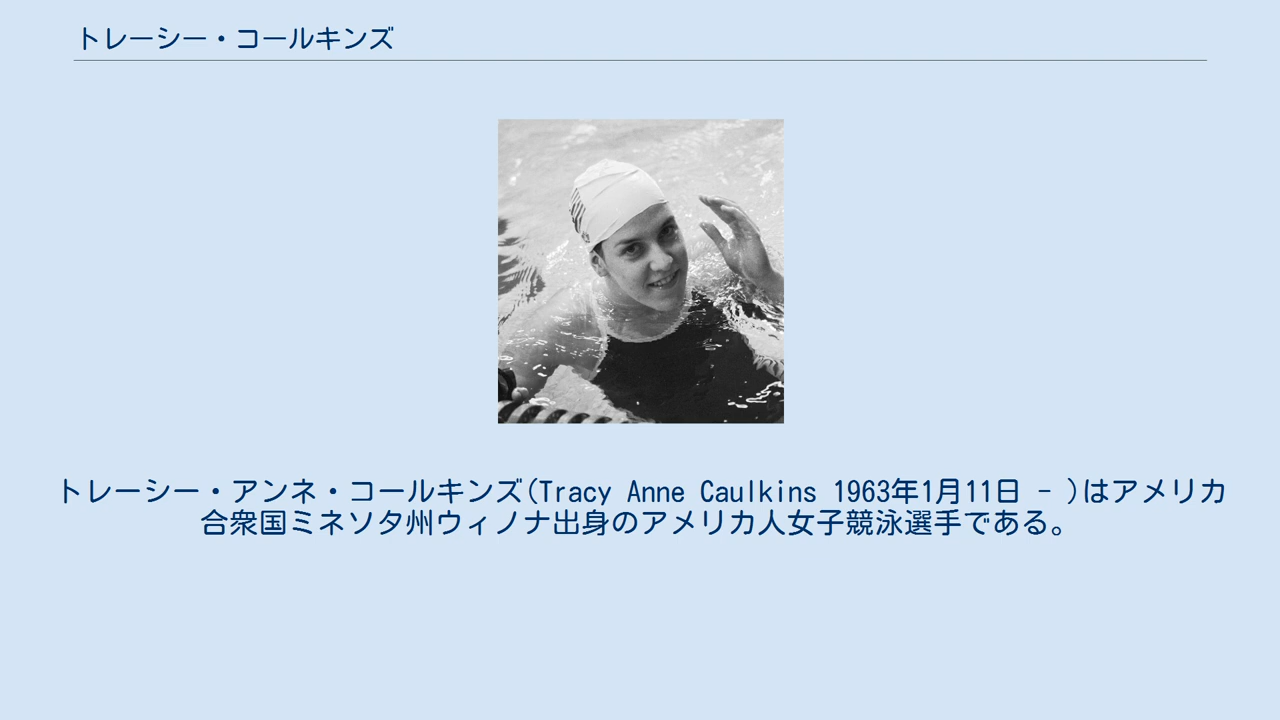 トレーシー・コールキンズ
トレーシー・アンネ・コールキンズ(Tracy Anne Caulkins 1963年1月11日 - )はアメリカ
合衆国ミネソタ州ウィノナ出身のアメリカ人女子競泳選手である。